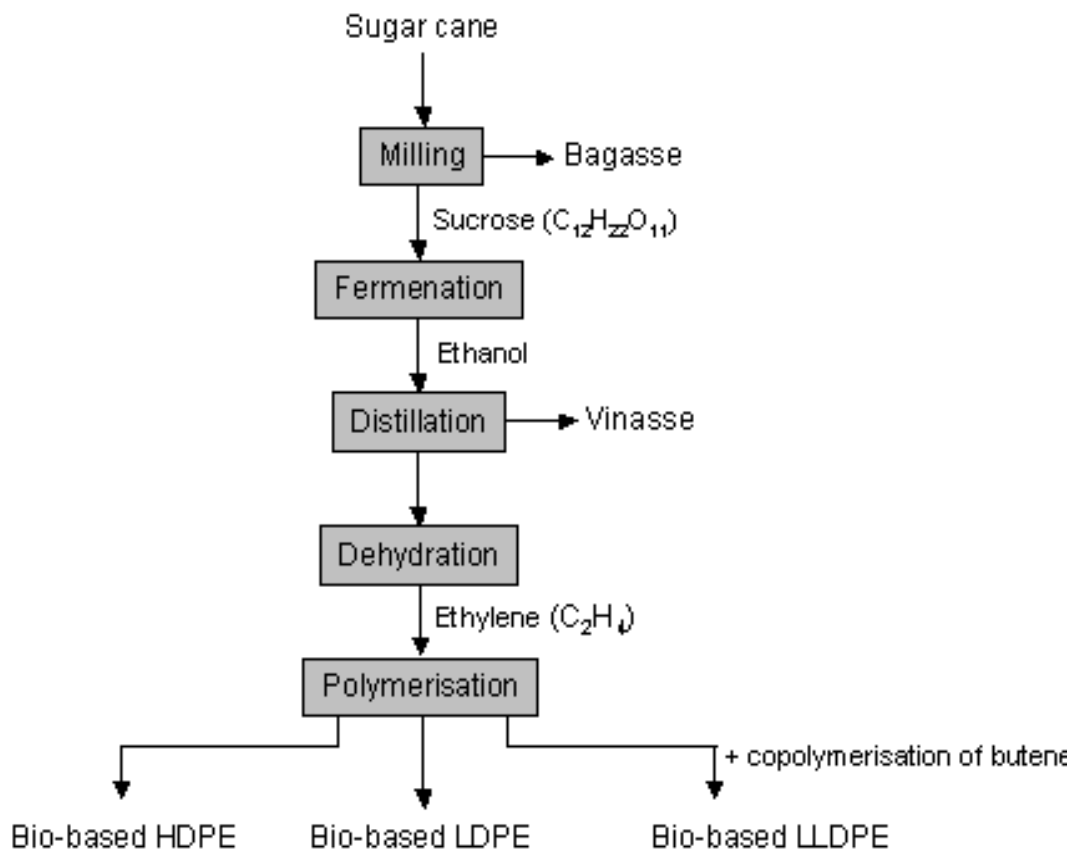 Sugar cane
Milling
Bagasse
Sucrose (C₁₂H₂₂O₁₁)
Fermenation
Ethanol
Distillation
Vinasse
Dehydration
Ethylene (C₂H₄)
Polymerisation
+ copolymerisation of butene
Bio-based HDPE
Bio-based LDPE
Bio-based LLDPE